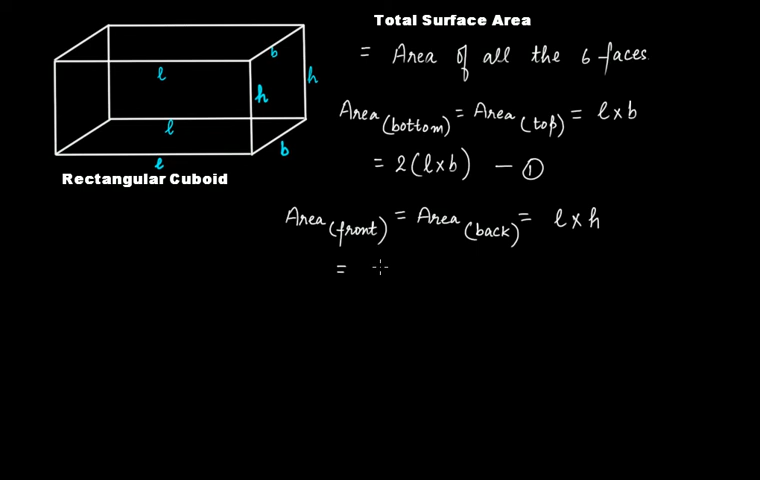 Total Surface Area
= Area of all the 6 faces.
b
l
h
h
Area (bottom) = Area (top) = l × b
l
b
= 2(l × b) — ①
l
Rectangular Cuboid
Area (front) = Area (back) = l × h
=